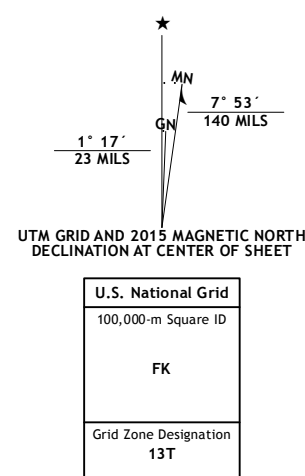 ★
MN
7° 53´
140 MILS
GN
1° 17´
23 MILS
UTM GRID AND 2015 MAGNETIC NORTH
DECLINATION AT CENTER OF SHEET
U.S. National Grid
100,000-m Square ID
FK
Grid Zone Designation
13T